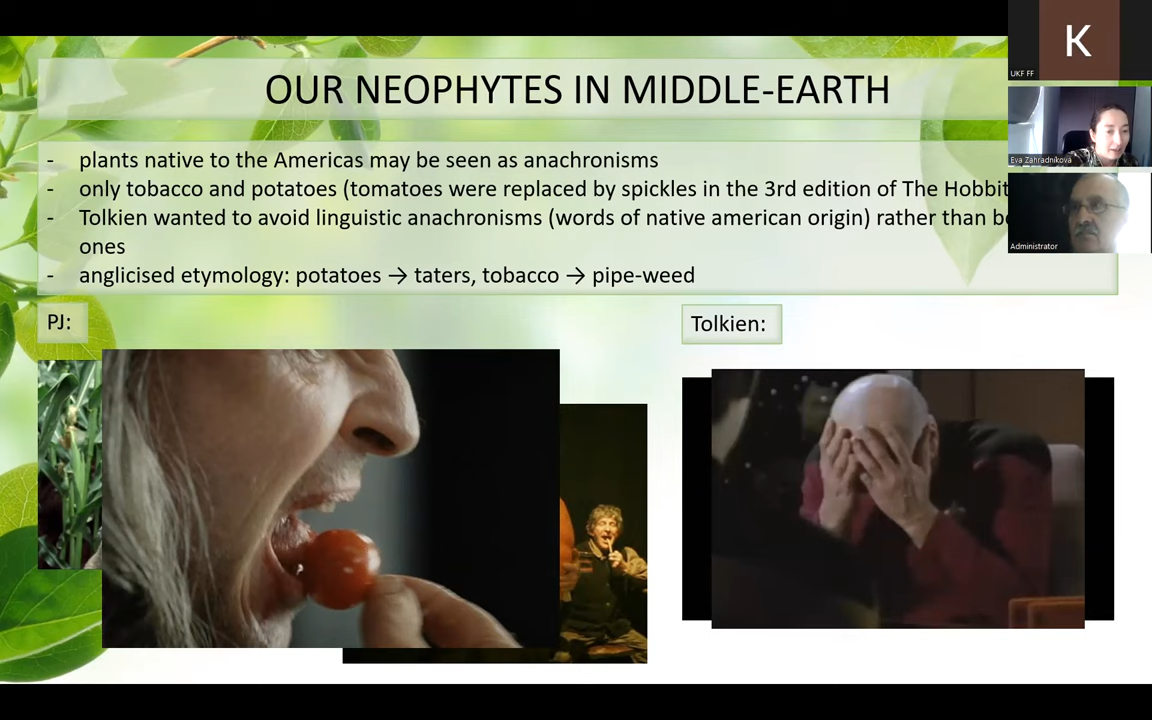 OUR NEOPHYTES IN MIDDLE-EARTH
- plants native to the Americas may be seen as anachronisms
- only tobacco and potatoes (tomatoes were replaced by spickles in the 3rd edition of The Hobbit
- Tolkien wanted to avoid linguistic anachronisms (words of native american origin) rather than
ones
- anglicised etymology: potatoes → taters, tobacco → pipe-weed
PJ:
Tolkien:
K
UKF FF
Eva Zahradníková
Administrator